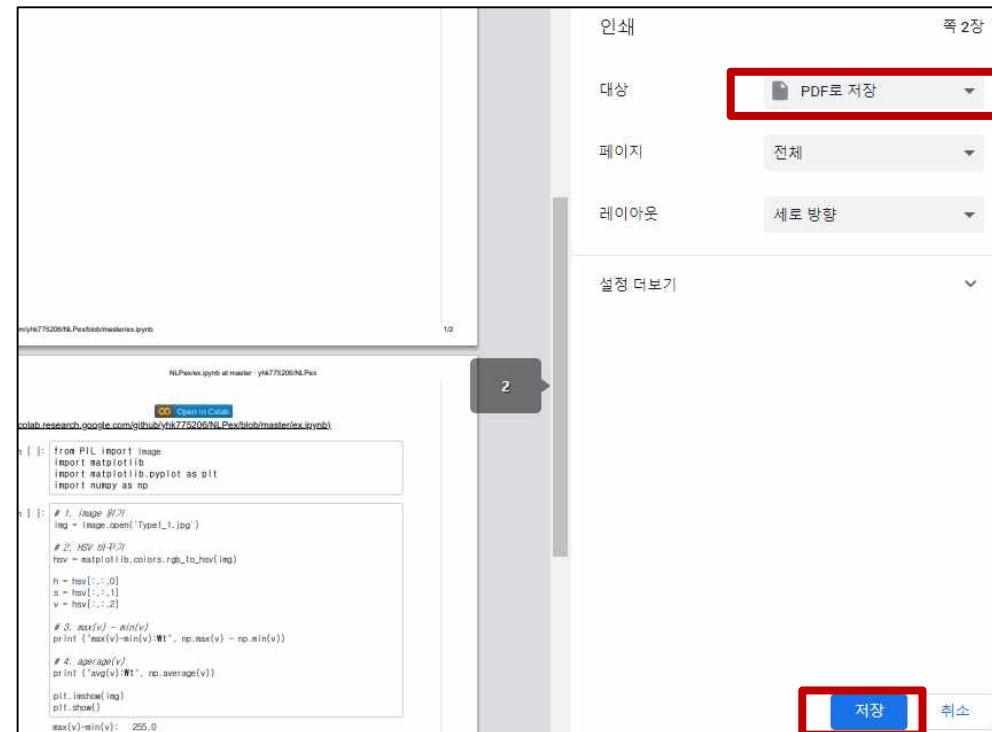 인쇄
쪽 2장
대상
PDF로 저장
페이지
전체
레이아웃
세로 방향
설정 더보기
m/yhk775206/NLPex/blob/master/ex.ipynb
1/2
2
NLPex/ex.ipynb at master · yhk775206/NLPex
Open in Colab
colab.research.google.com/github/yhk775206/NLPex/blob/master/ex.ipynb)
n [ ]: from PIL import Image
import matplotlib
import matplotlib.pyplot as plt
import numpy as np
n [ ]: # 1. image 읽기
img = Image.open('Type1_1.jpg')
# 2. HSV 바꾸기
hsv = matplotlib.colors.rgb_to_hsv(img)
h = hsv[:,:,0]
s = hsv[:,:,1]
v = hsv[:,:,2]
# 3. max(v) - min(v)
print ("max(v)-min(v):₩t", np.max(v) - np.min(v))
# 4. agerage(v)
print ("avg(v):₩t", np.average(v))
plt.imshow(img)
plt.show()
max(v)-min(v): 255.0
저장
취소